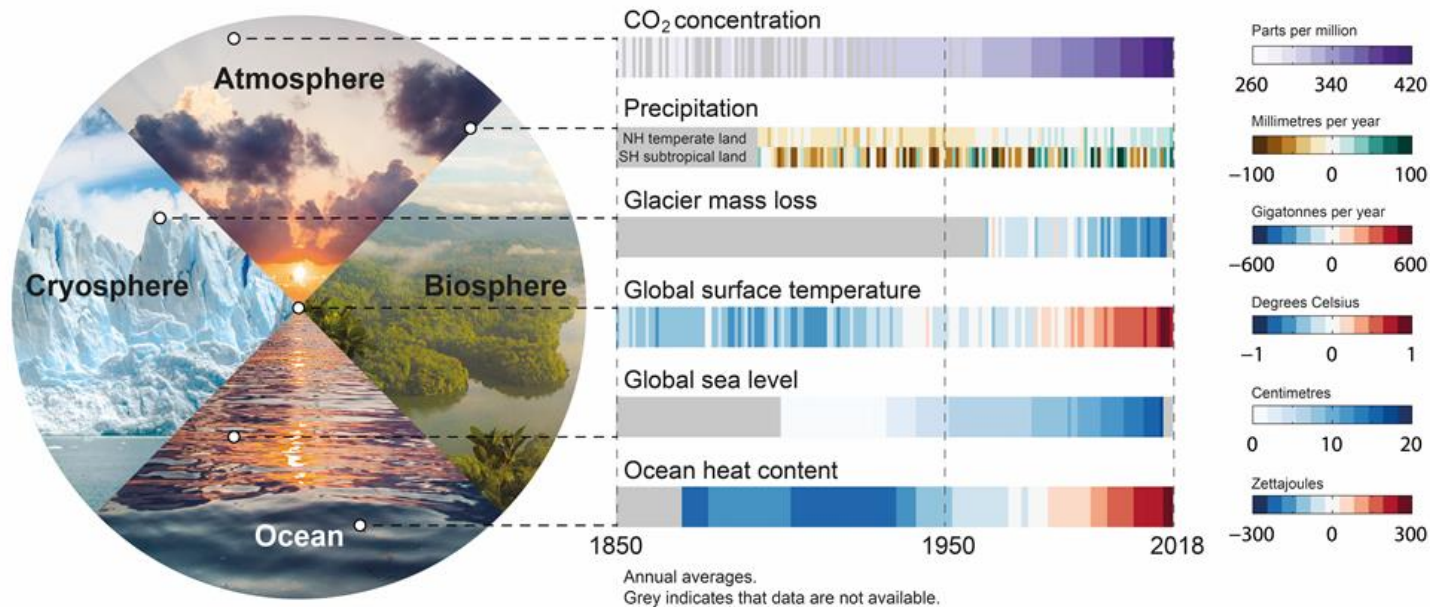 Atmosphere
Cryosphere
Biosphere
Ocean
CO₂ concentration
Precipitation
NH temperate land
SH subtropical land
Glacier mass loss
Global surface temperature
Global sea level
Ocean heat content
1850
1950
2018
Annual averages.
Grey indicates that data are not available.
Parts per million
260 340 420
Millimetres per year
−100 0 100
Gigatonnes per year
−600 0 600
Degrees Celsius
−1 0 1
Centimetres
0 10 20
Zettajoules
−300 0 300